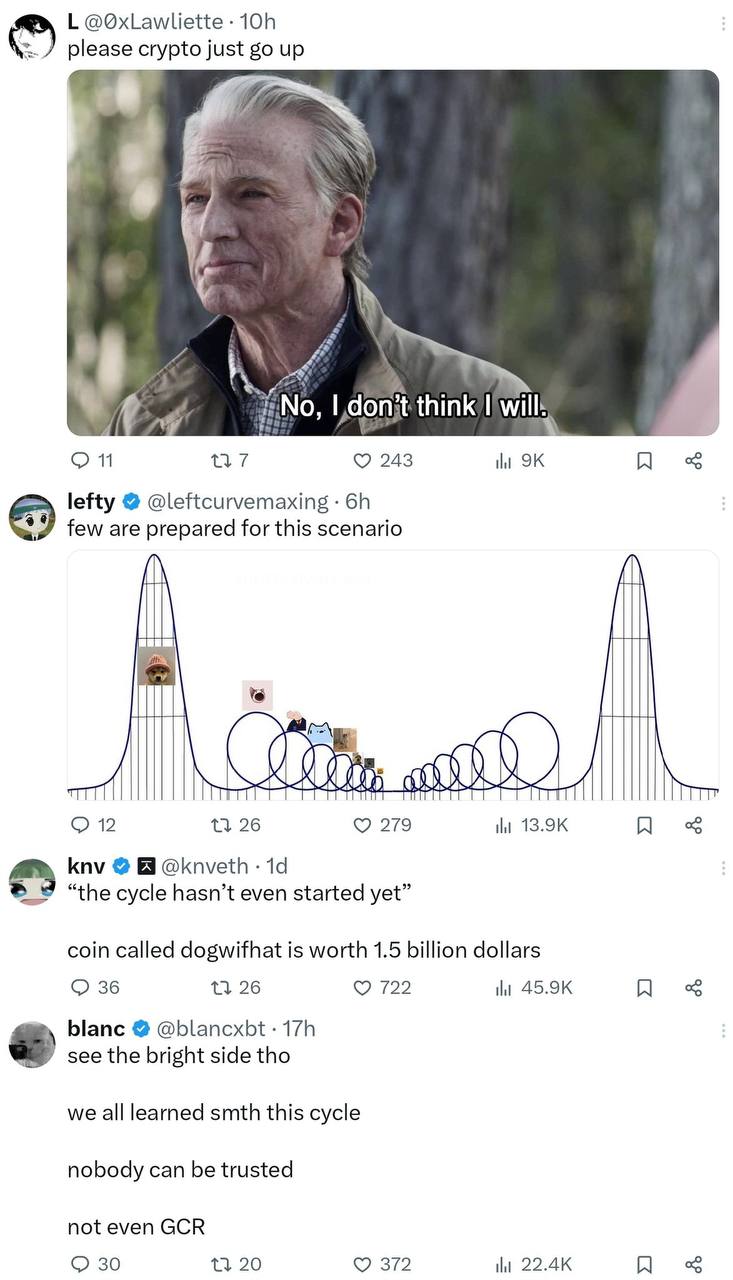 L @0xLawliette · 10h
please crypto just go up
No, I don't think I will.
11 7 243 9K
lefty @leftcurvemaxing · 6h
few are prepared for this scenario
12 26 279 13.9K
knv @knveth · 1d
“the cycle hasn’t even started yet”
coin called dogwifhat is worth 1.5 billion dollars
36 26 722 45.9K
blanc @blancxbt · 17h
see the bright side tho
we all learned smth this cycle
nobody can be trusted
not even GCR
30 20 372 22.4K